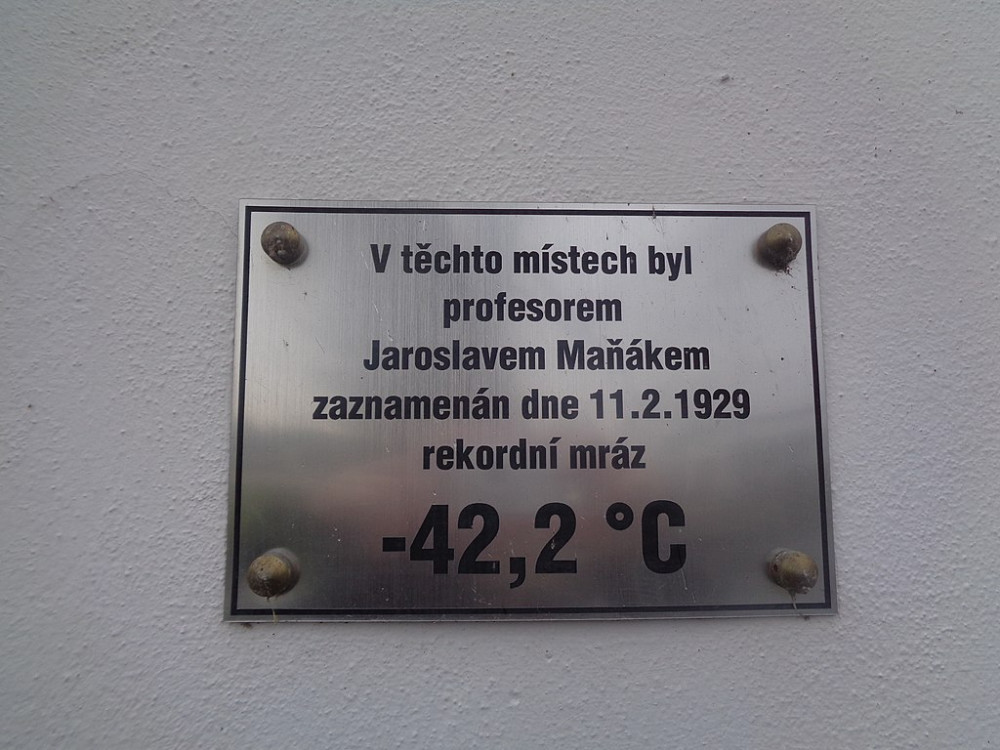 V těchto místech byl
profesorem
Jaroslavem Maňákem
zaznamenán dne 11.2.1929
rekordní mráz
-42,2 °C